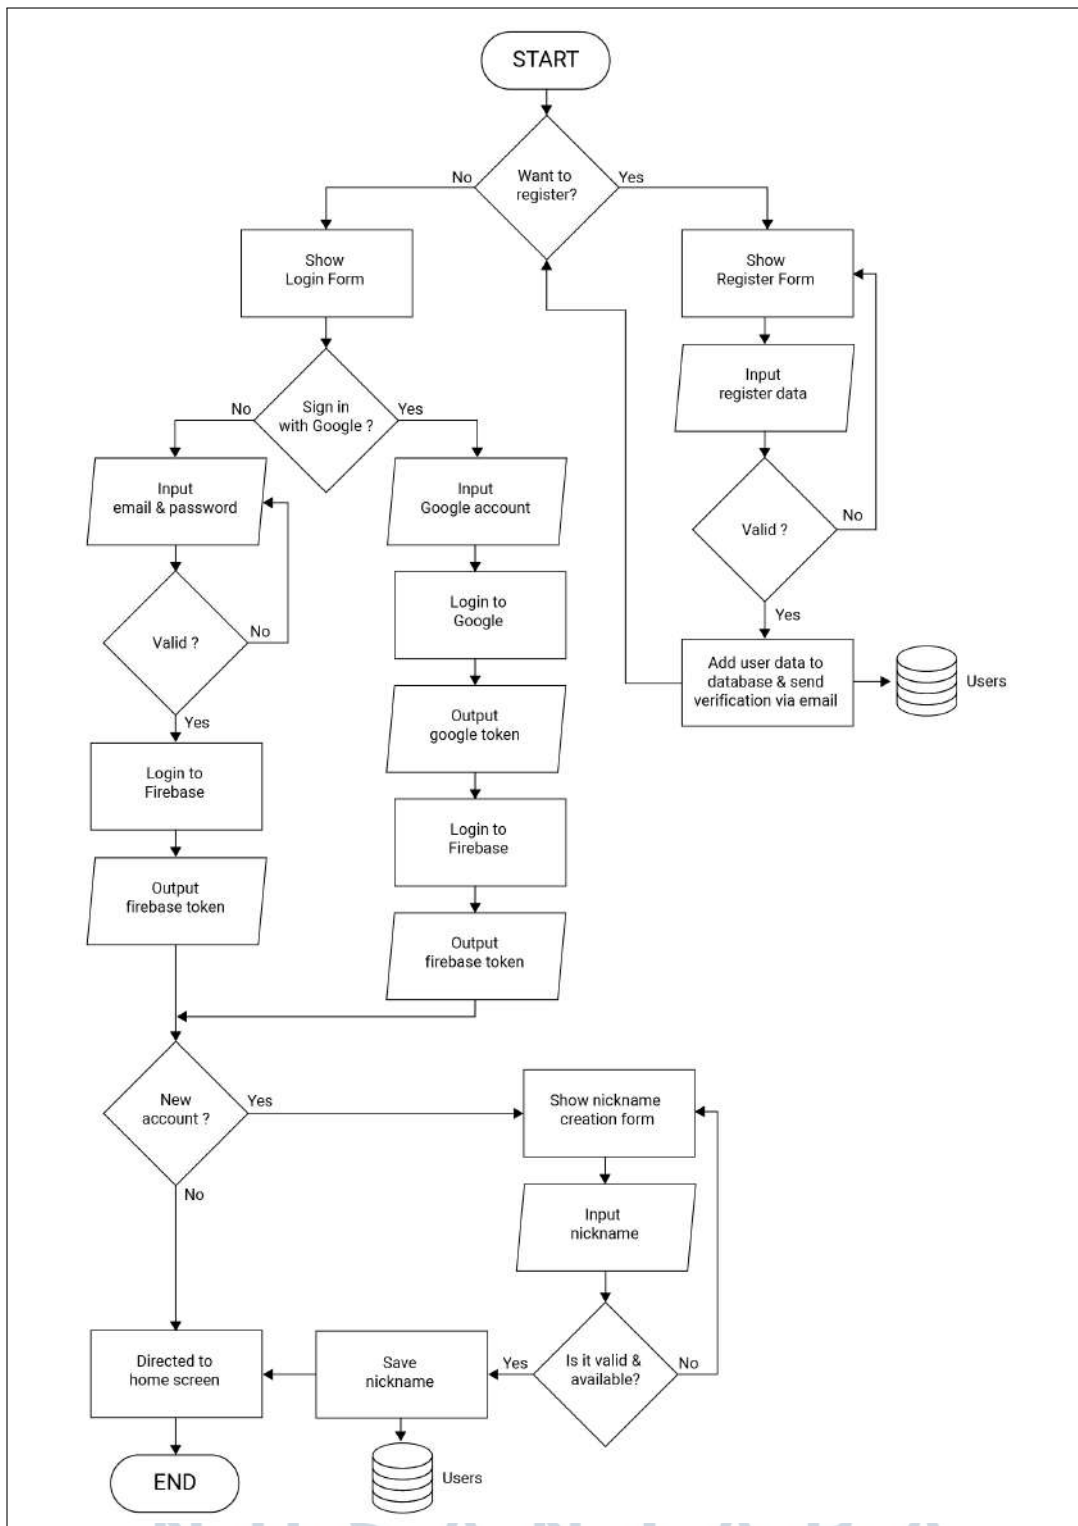 START
Want to
register?
No
Yes
Show
Login Form
Show
Register Form
Input
register data
Sign in
with Google ?
No
Yes
Input
email & password
Input
Google account
Valid ?
No
Yes
Login to
Google
Valid ?
No
Yes
Add user data to
database & send
verification via email
Users
Output
google token
Login to
Firebase
Login to
Firebase
Output
firebase token
Output
firebase token
New
account ?
Yes
No
Show nickname
creation form
Input
nickname
Is it valid &
available?
No
Yes
Save
nickname
Directed to
home screen
Users
END